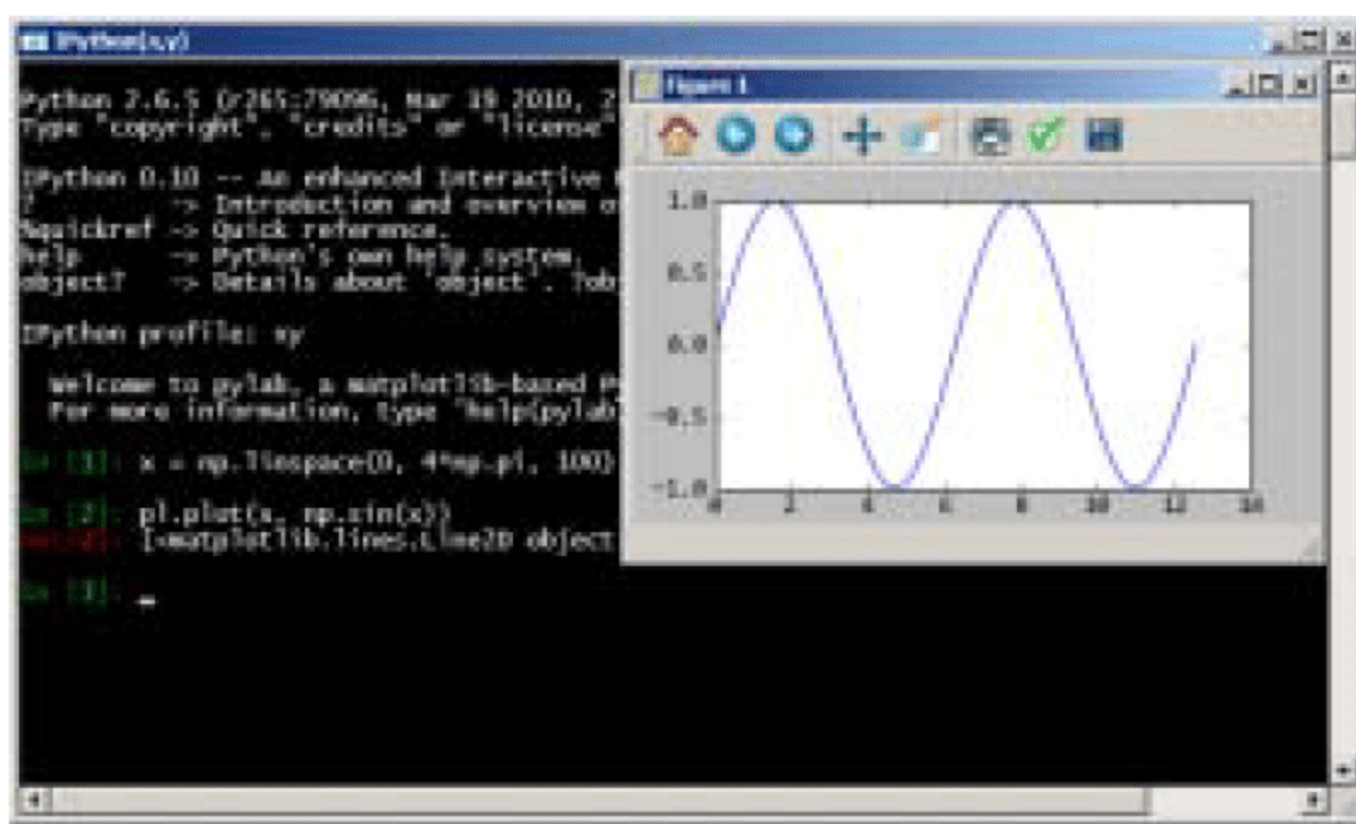 IPython(x,y)
Python 2.6.5 (r265:79096, Mar 19 2010, 2
Type "copyright", "credits" or "license"
IPython 0.10 -- An enhanced Interactive
? -> Introduction and overview o
%quickref -> Quick reference.
help -> Python's own help system.
object? -> Details about 'object'. ?ob
IPython profile: xy
Welcome to pylab, a matplotlib-based P
For more information, type 'help(pylab
In [1]: x = np.linspace(0, 4*np.pi, 100)
In [2]: pl.plot(x, np.sin(x))
Out[2]: [<matplotlib.lines.Line2D object
In [3]:
Figure 1
1.0
0.5
0.0
-0.5
-1.0
0 2 4 6 8 10 12 14